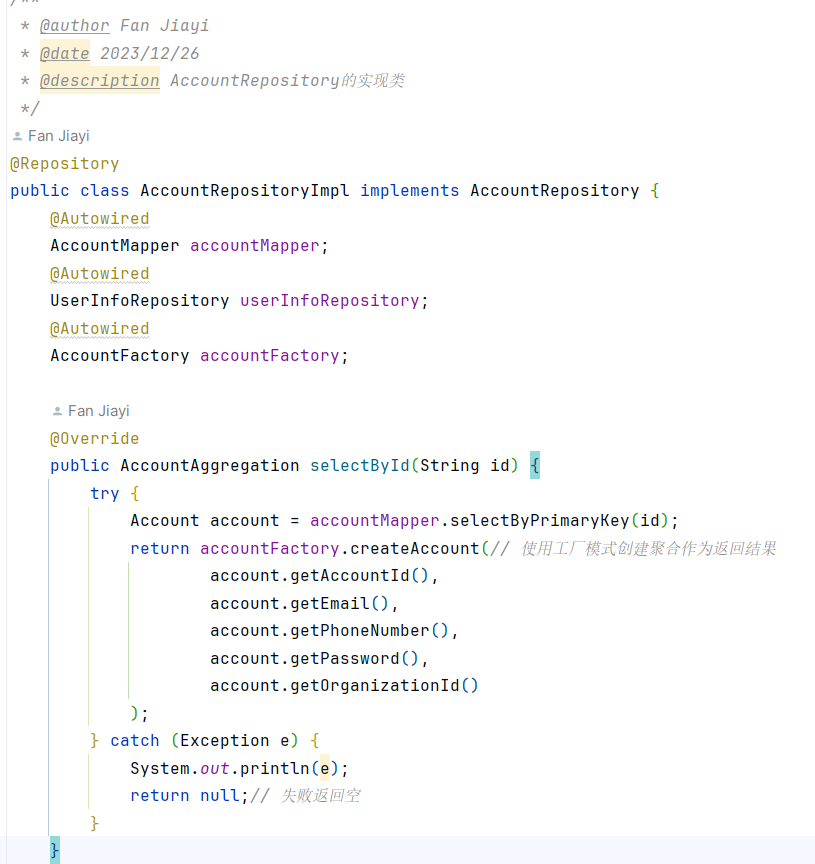 /**
 * @author Fan Jiayi
 * @date 2023/12/26
 * @description AccountRepository的实现类
 */
Fan Jiayi
@Repository
public class AccountRepositoryImpl implements AccountRepository {
    @Autowired
    AccountMapper accountMapper;
    @Autowired
    UserInfoRepository userInfoRepository;
    @Autowired
    AccountFactory accountFactory;

    Fan Jiayi
    @Override
    public AccountAggregation selectById(String id) {
        try {
            Account account = accountMapper.selectByPrimaryKey(id);
            return accountFactory.createAccount(// 使用工厂模式创建聚合作为返回结果
                    account.getAccountId(),
                    account.getEmail(),
                    account.getPhoneNumber(),
                    account.getPassword(),
                    account.getOrganizationId()
            );
        } catch (Exception e) {
            System.out.println(e);
            return null;// 失败返回空
        }
    }